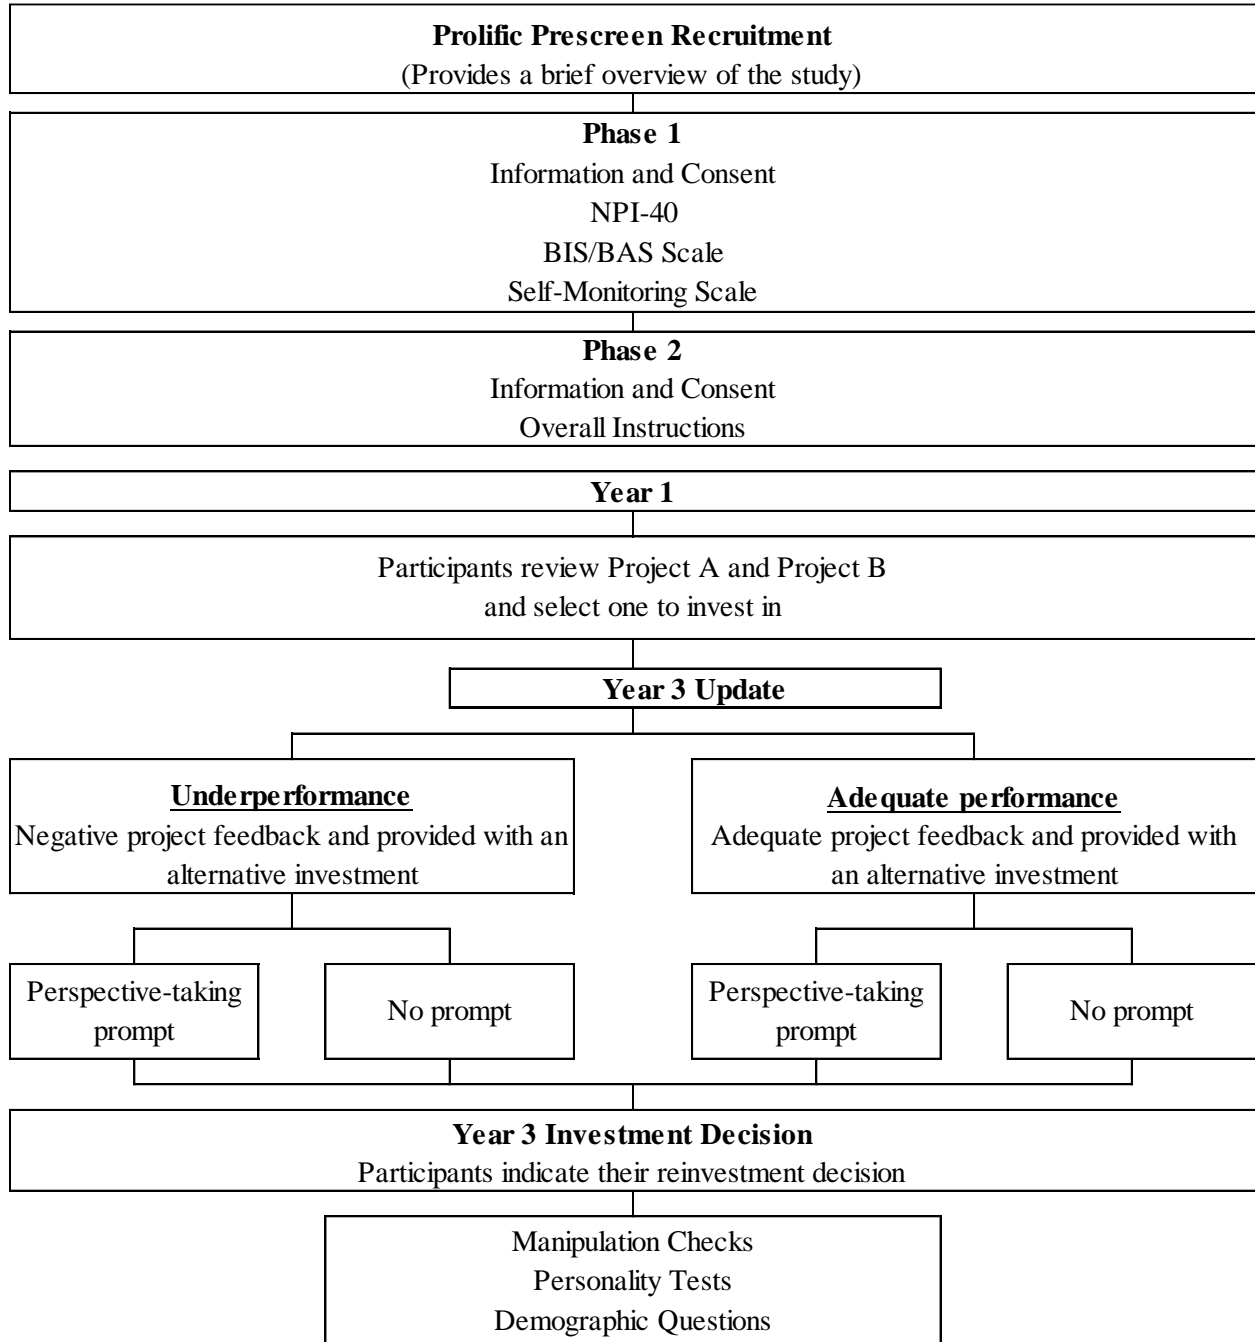 Prolific Prescreen Recruitment
(Provides a brief overview of the study)
Phase 1
Information and Consent
NPI-40
BIS/BAS Scale
Self-Monitoring Scale
Phase 2
Information and Consent
Overall Instructions
Year 1
Participants review Project A and Project B
and select one to invest in
Year 3 Update
Underperformance
Negative project feedback and provided with an
alternative investment
Adequate performance
Adequate project feedback and provided with
an alternative investment
Perspective-taking
prompt
No prompt
Perspective-taking
prompt
No prompt
Year 3 Investment Decision
Participants indicate their reinvestment decision
Manipulation Checks
Personality Tests
Demographic Questions